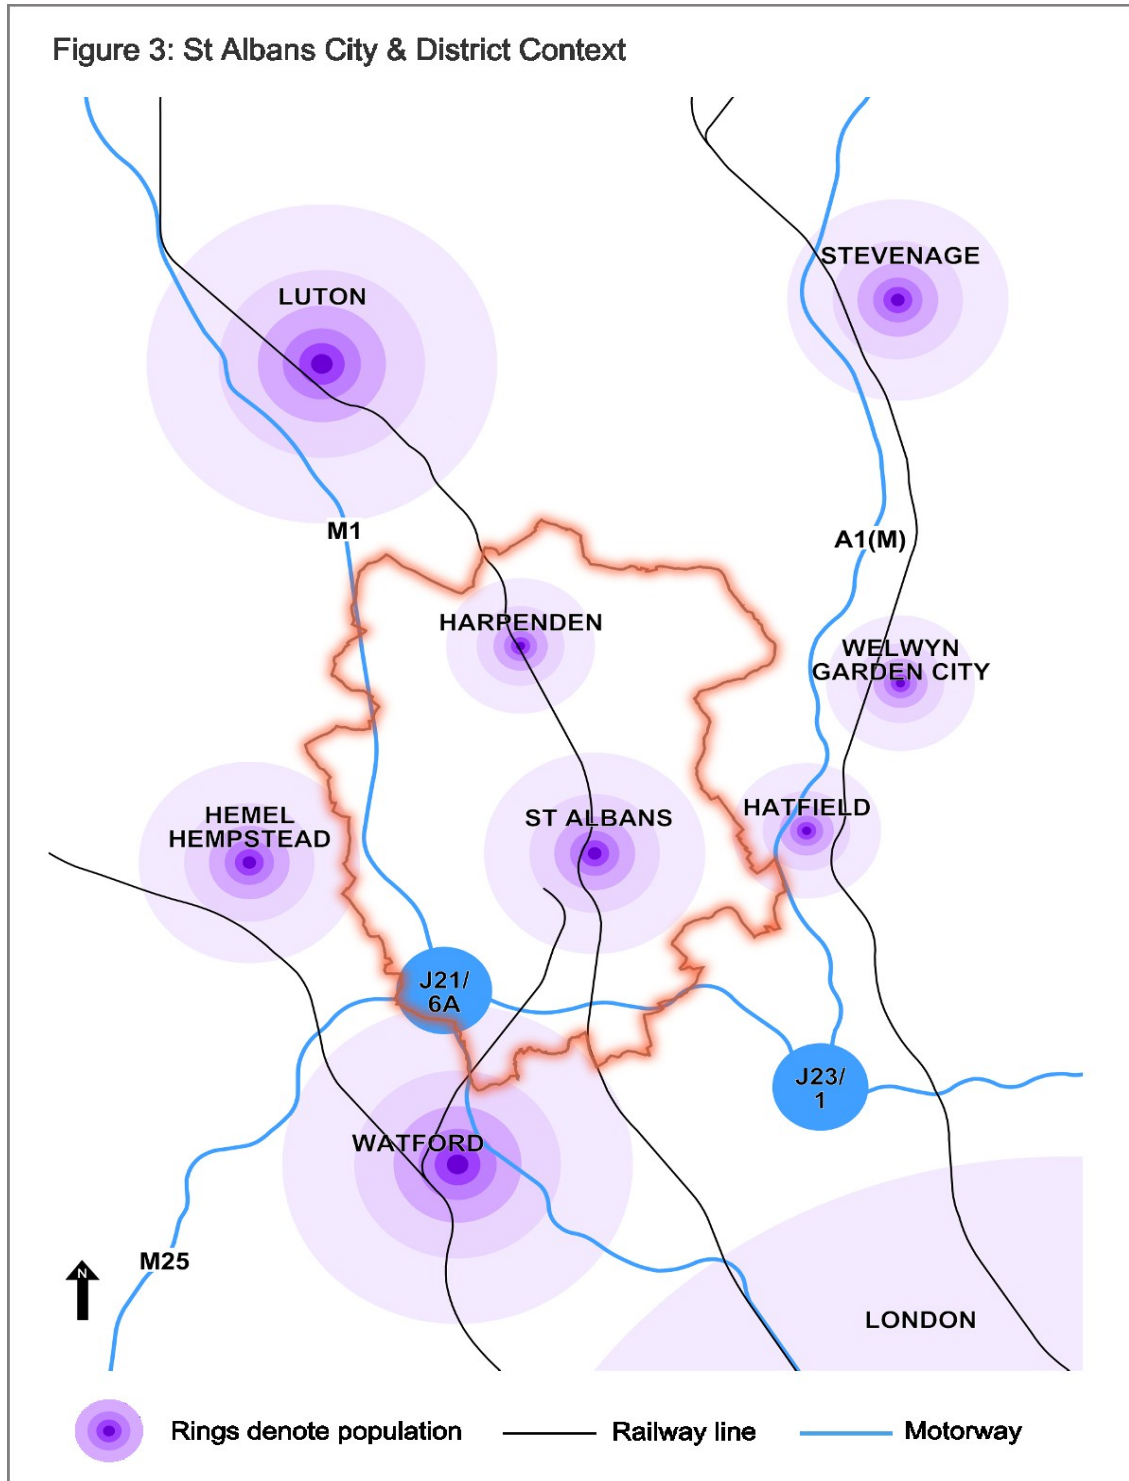 Figure 3: St Albans City & District Context
STEVENAGE
LUTON
M1
A1(M)
HARPENDEN
WELWYN
GARDEN CITY
HEMEL
HEMPSTEAD
ST ALBANS
HATFIELD
J21/
6A
J23/
1
WATFORD
M25
N
LONDON
Rings denote population
Railway line
Motorway